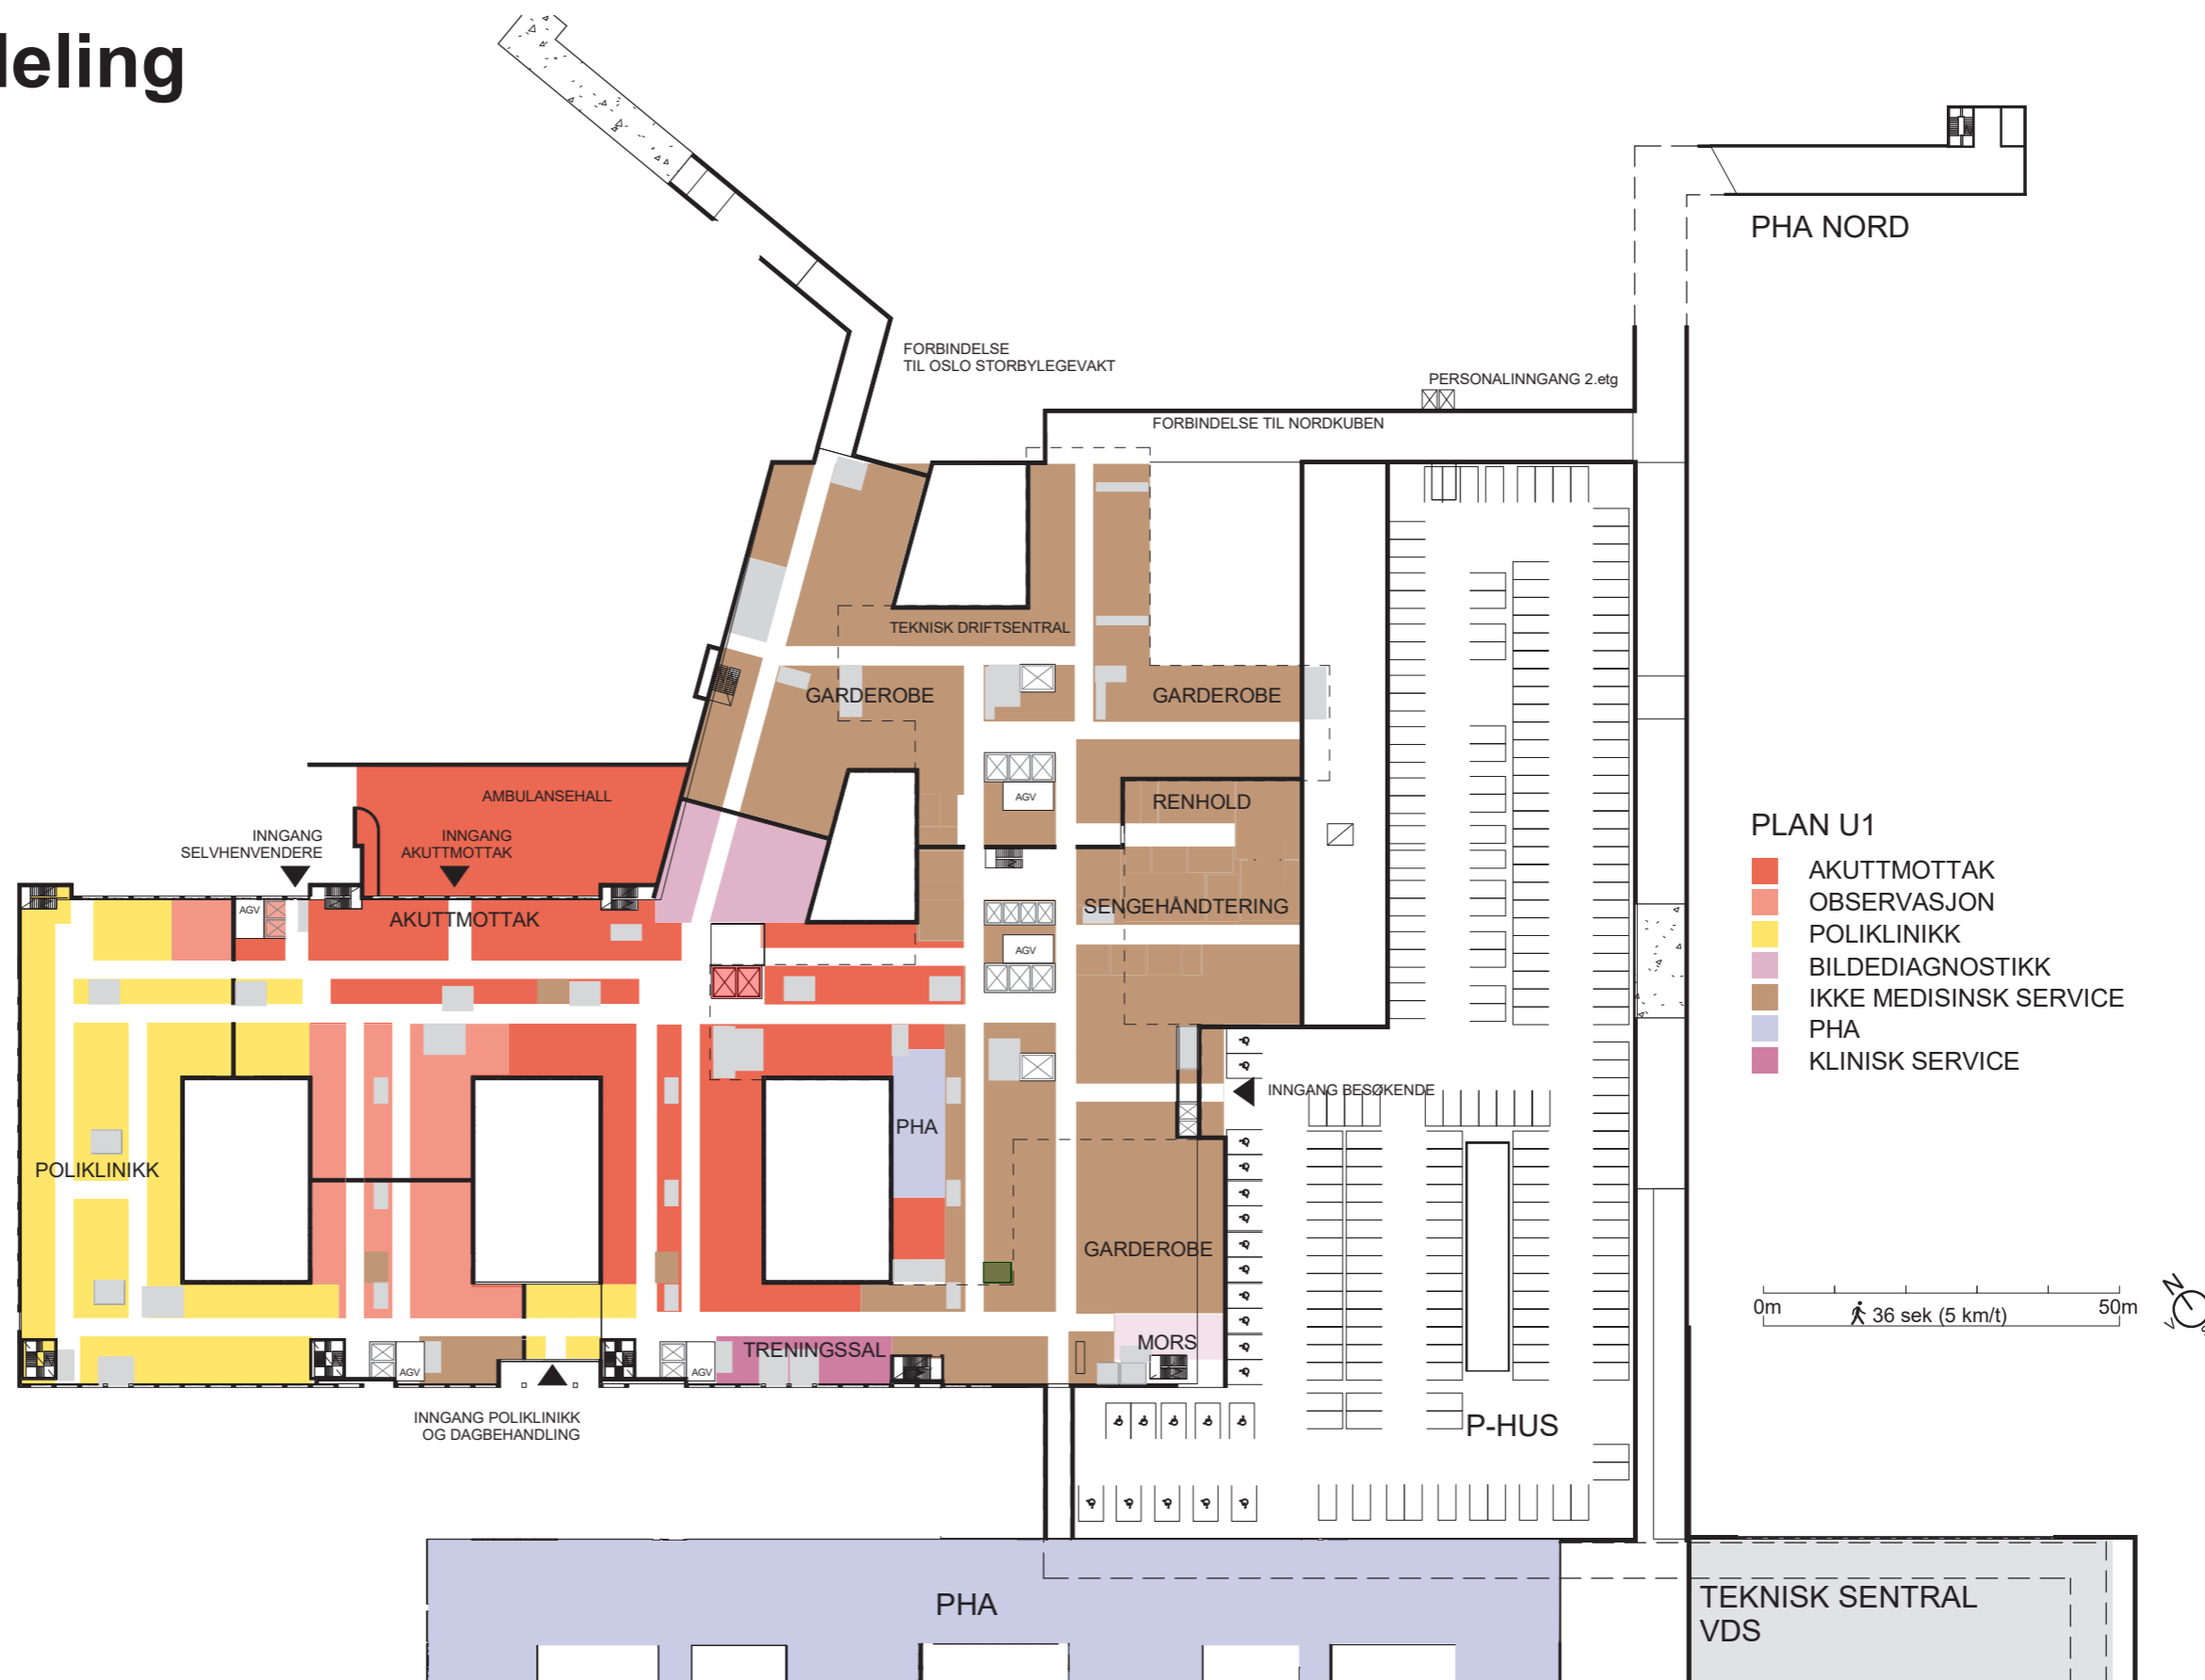 deling
PHA NORD
FORBINDELSE
TIL OSLO STORBYLEGEVAKT
PERSONALINNGANG 2.etg
FORBINDELSE TIL NORDKUBEN
TEKNISK DRIFTSENTRAL
GARDEROBE
GARDEROBE
AMBULANSEHALL
AGV
RENHOLD
INNGANG
SELVHENVENDERE
INNGANG
AKUTTMOTTAK
PLAN U1
AKUTTMOTTAK
OBSERVASJON
POLIKLINIKK
BILDEDIAGNOSTIKK
IKKE MEDISINSK SERVICE
PHA
KLINISK SERVICE
AGV
AKUTTMOTTAK
SENGEHÅNDTERING
AGV
INNGANG BESØKENDE
PHA
POLIKLINIKK
GARDEROBE
0m
36 sek (5 km/t)
50m
N
V
TRENINGSSAL
MORS
AGV
AGV
INNGANG POLIKLINIKK
OG DAGBEHANDLING
P-HUS
PHA
TEKNISK SENTRAL
VDS